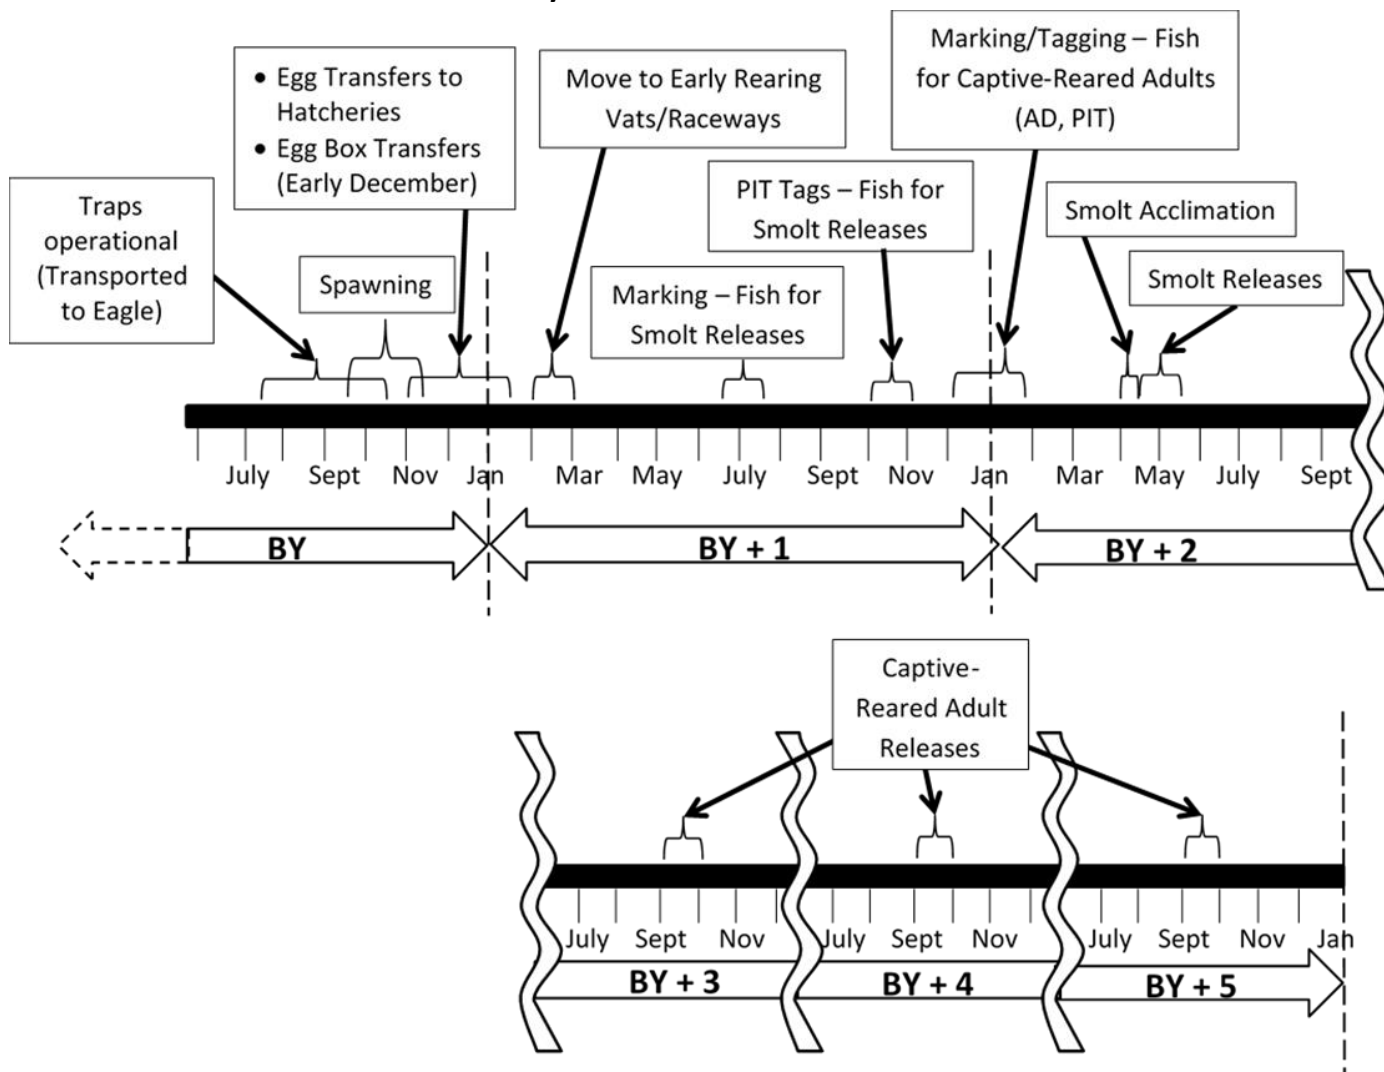 Marking/Tagging – Fish
for Captive-Reared Adults
(AD, PIT)
• Egg Transfers to
Hatcheries
• Egg Box Transfers
(Early December)
Move to Early Rearing
Vats/Raceways
PIT Tags – Fish for
Smolt Releases
Traps
operational
(Transported
to Eagle)
Smolt Acclimation
Spawning
Smolt Releases
Marking – Fish for
Smolt Releases
July Sept Nov Jan Mar May July Sept Nov Jan Mar May July Sept
BY BY + 1 BY + 2
Captive-
Reared Adult
Releases
July Sept Nov July Sept Nov July Sept Nov Jan
BY + 3 BY + 4 BY + 5